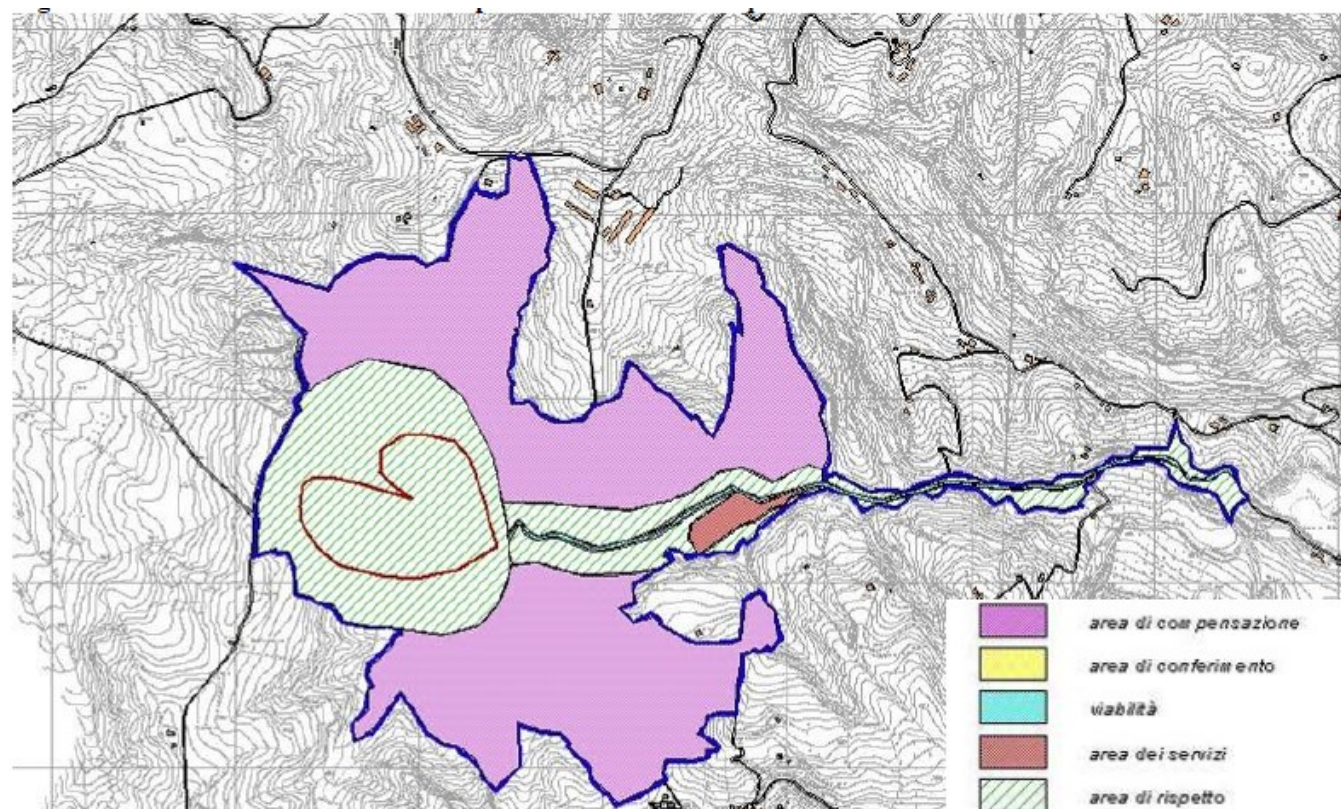 area di compensazione
area di conferimento
viabilità
area dei servizi
area di rispetto